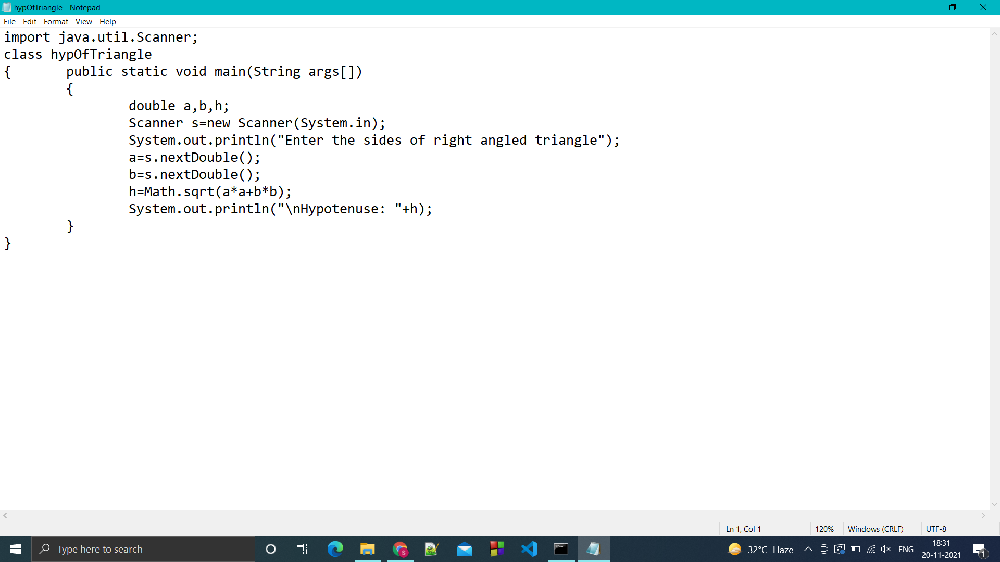 hypOfTriangle - Notepad
File Edit Format View Help
import java.util.Scanner;
class hypOfTriangle
{ public static void main(String args[])
{
double a,b,h;
Scanner s=new Scanner(System.in);
System.out.println("Enter the sides of right angled triangle");
a=s.nextDouble();
b=s.nextDouble();
h=Math.sqrt(a*a+b*b);
System.out.println("\nHypotenuse: "+h);
}
}
Ln 1, Col 1 120% Windows (CRLF) UTF-8
Type here to search S 32°C Haze ENG 18:31
20-11-2021 1